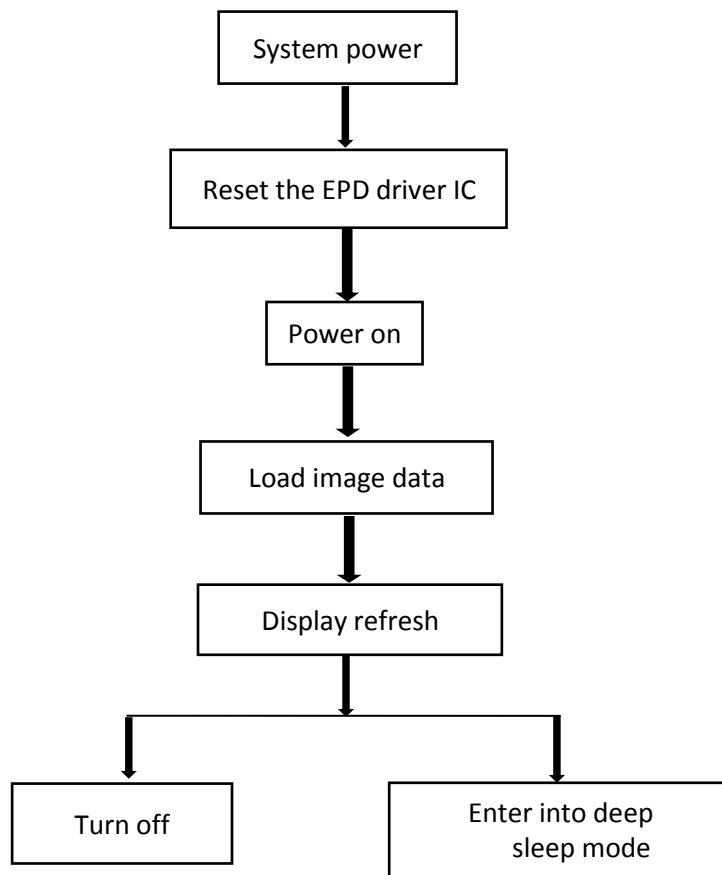 System power
Reset the EPD driver IC
Power on
Load image data
Display refresh
Turn off
Enter into deep
sleep mode